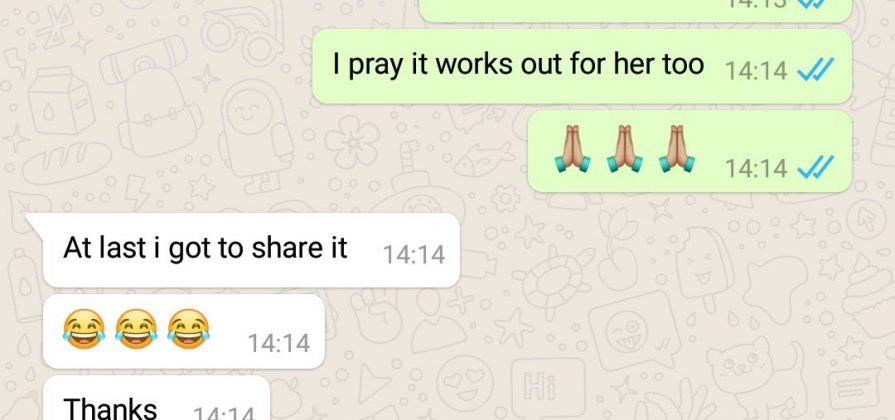 14:13
I pray it works out for her too 14:14
14:14
At last i got to share it 14:14
14:14
Thanks 14:14
Hi